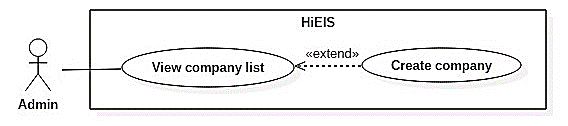 HiEIS
«extend»
View company list
Create company
Admin